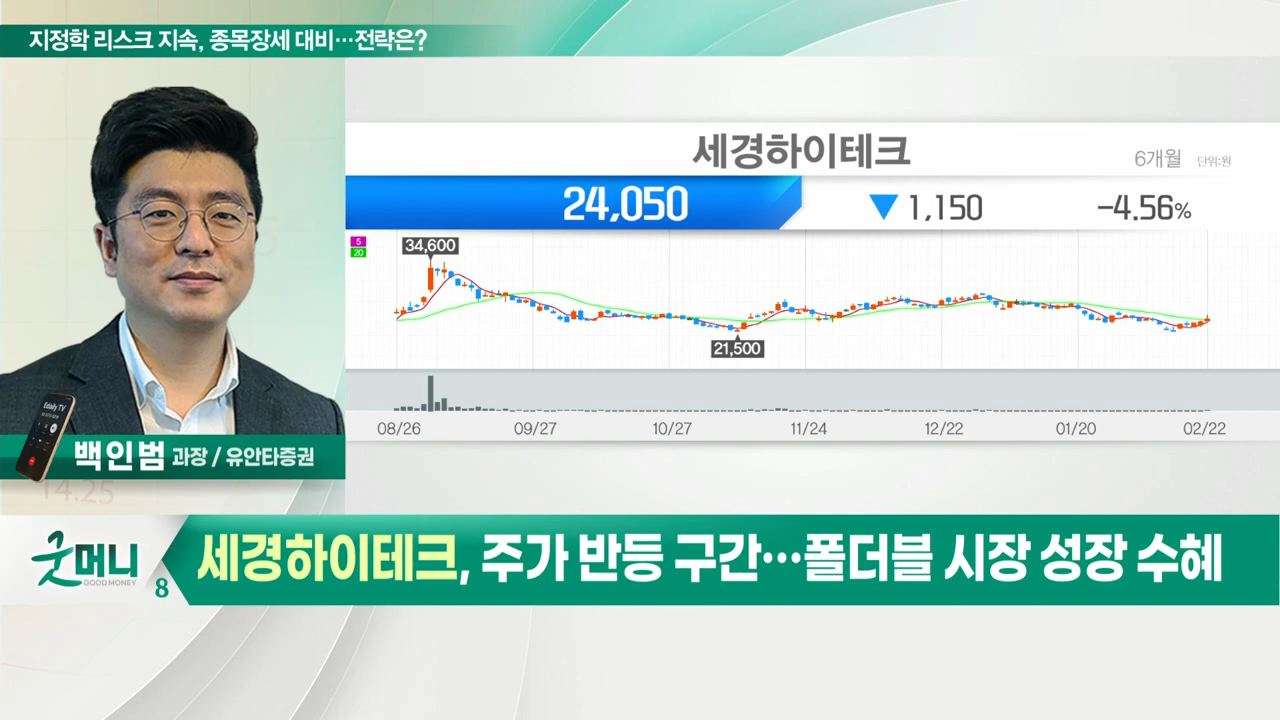 지정학 리스크 지속, 종목장세 대비…전략은?
세경하이테크
6개월 단위:원
24,050 ▼ 1,150 -4.56%
5
20
34,600
21,500
08/26 09/27 10/27 11/24 12/22 01/20 02/22
Edaily TV
백인범 과장 / 유안타증권
14.25
굿머니
GOOD MONEY
8
세경하이테크, 주가 반등 구간…폴더블 시장 성장 수혜